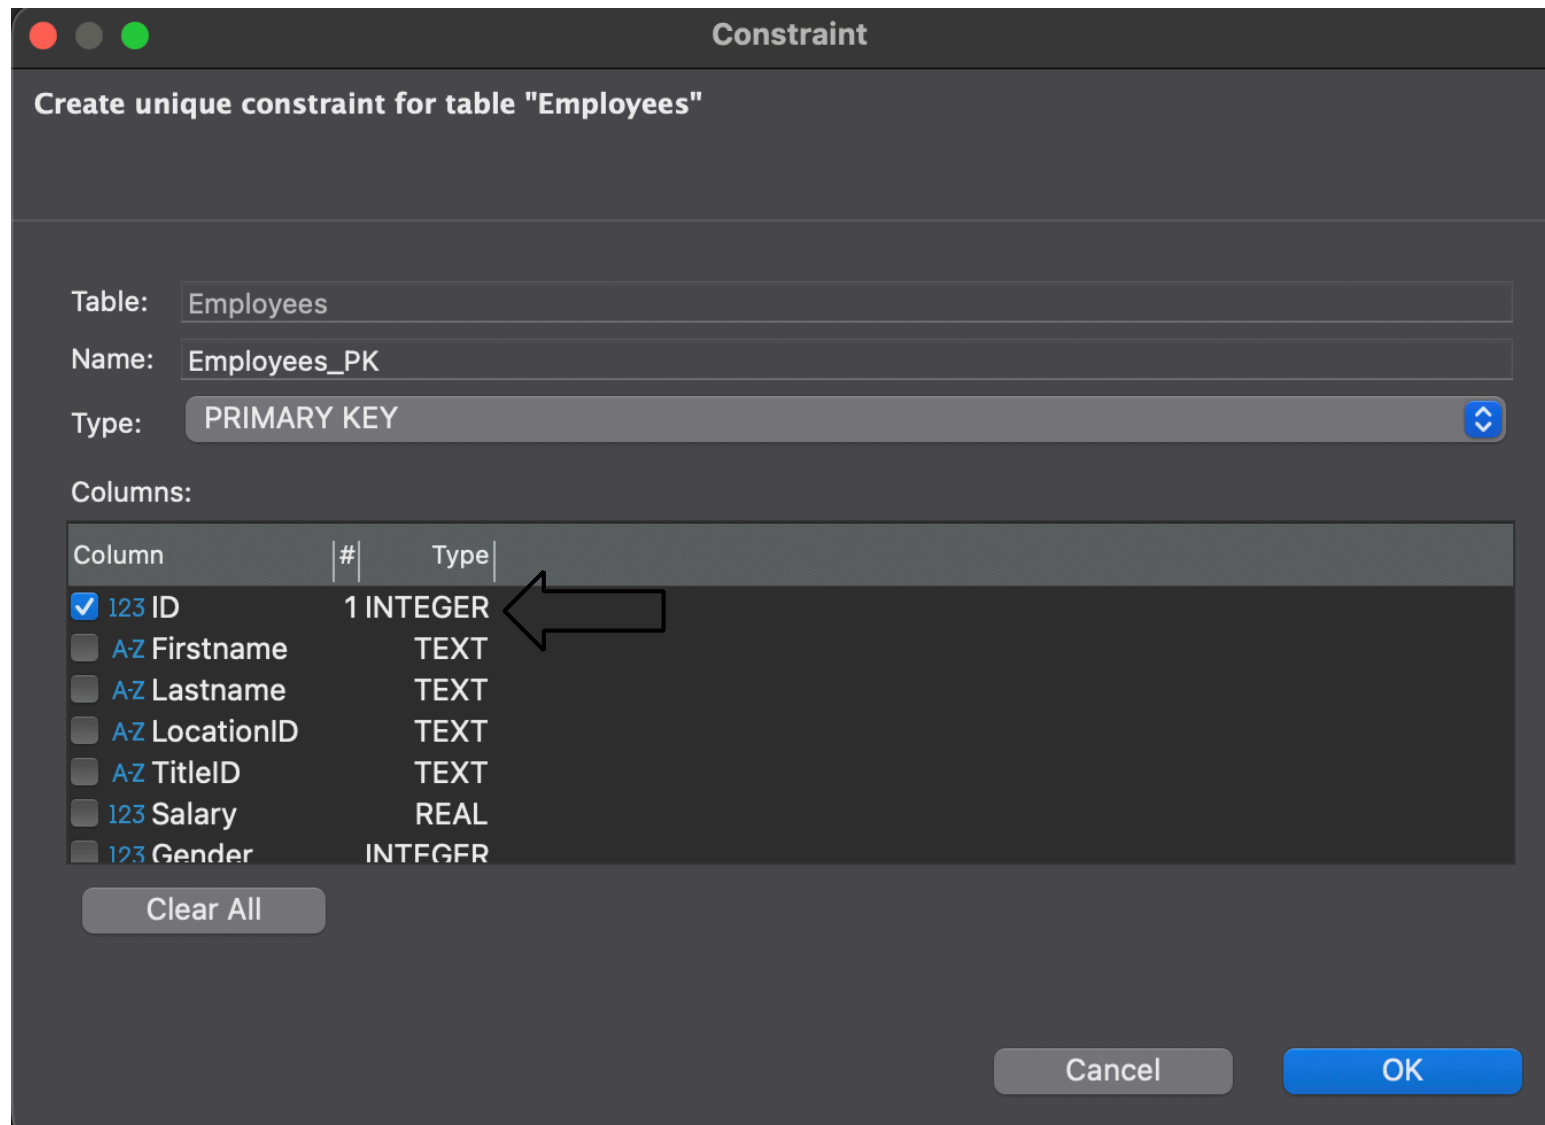 Constraint
Create unique constraint for table "Employees"
Table: Employees
Name: Employees_PK
Type: PRIMARY KEY
Columns:
Column # Type
123 ID 1 INTEGER
A-Z Firstname TEXT
A-Z Lastname TEXT
A-Z LocationID TEXT
A-Z TitleID TEXT
123 Salary REAL
123 Gender INTEGER
Clear All
Cancel OK